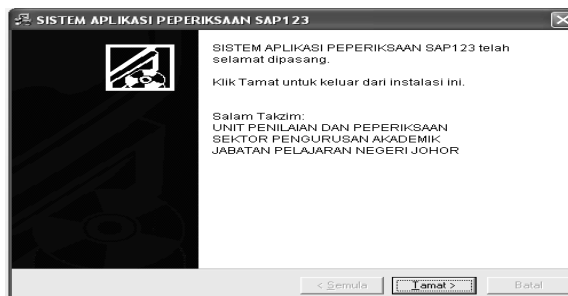 SISTEM APLIKASI PEPERIKSAAN SAP123
SISTEM APLIKASI PEPERIKSAAN SAP123 telah
selamat dipasang.
Klik Tamat untuk keluar dari instalasi ini.
Salam Takzim:
UNIT PENILAIAN DAN PEPERIKSAAN
SEKTOR PENGURUSAN AKADEMIK
JABATAN PELAJARAN NEGERI JOHOR
< Semula
Tamat >
Batal